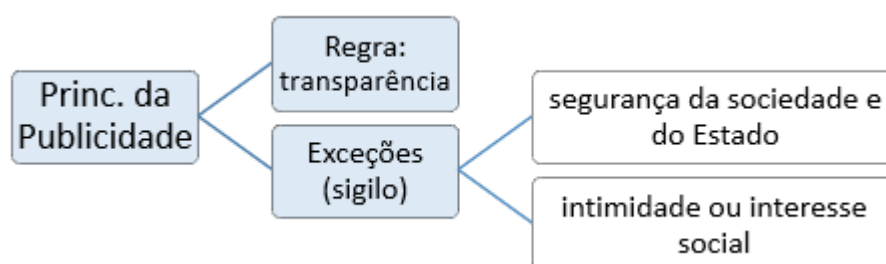 Princ. da
Publicidade
Regra:
transparência
Exceções
(sigilo)
segurança da sociedade e
do Estado
intimidade ou interesse
social